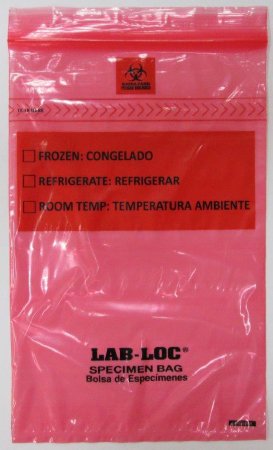 FROZEN: CONGELADO
REFRIGERATE: REFRIGERAR
ROOM TEMP: TEMPERATURA AMBIENTE
LAB-LOC®
SPECIMEN BAG
Bolsa de Especimenes